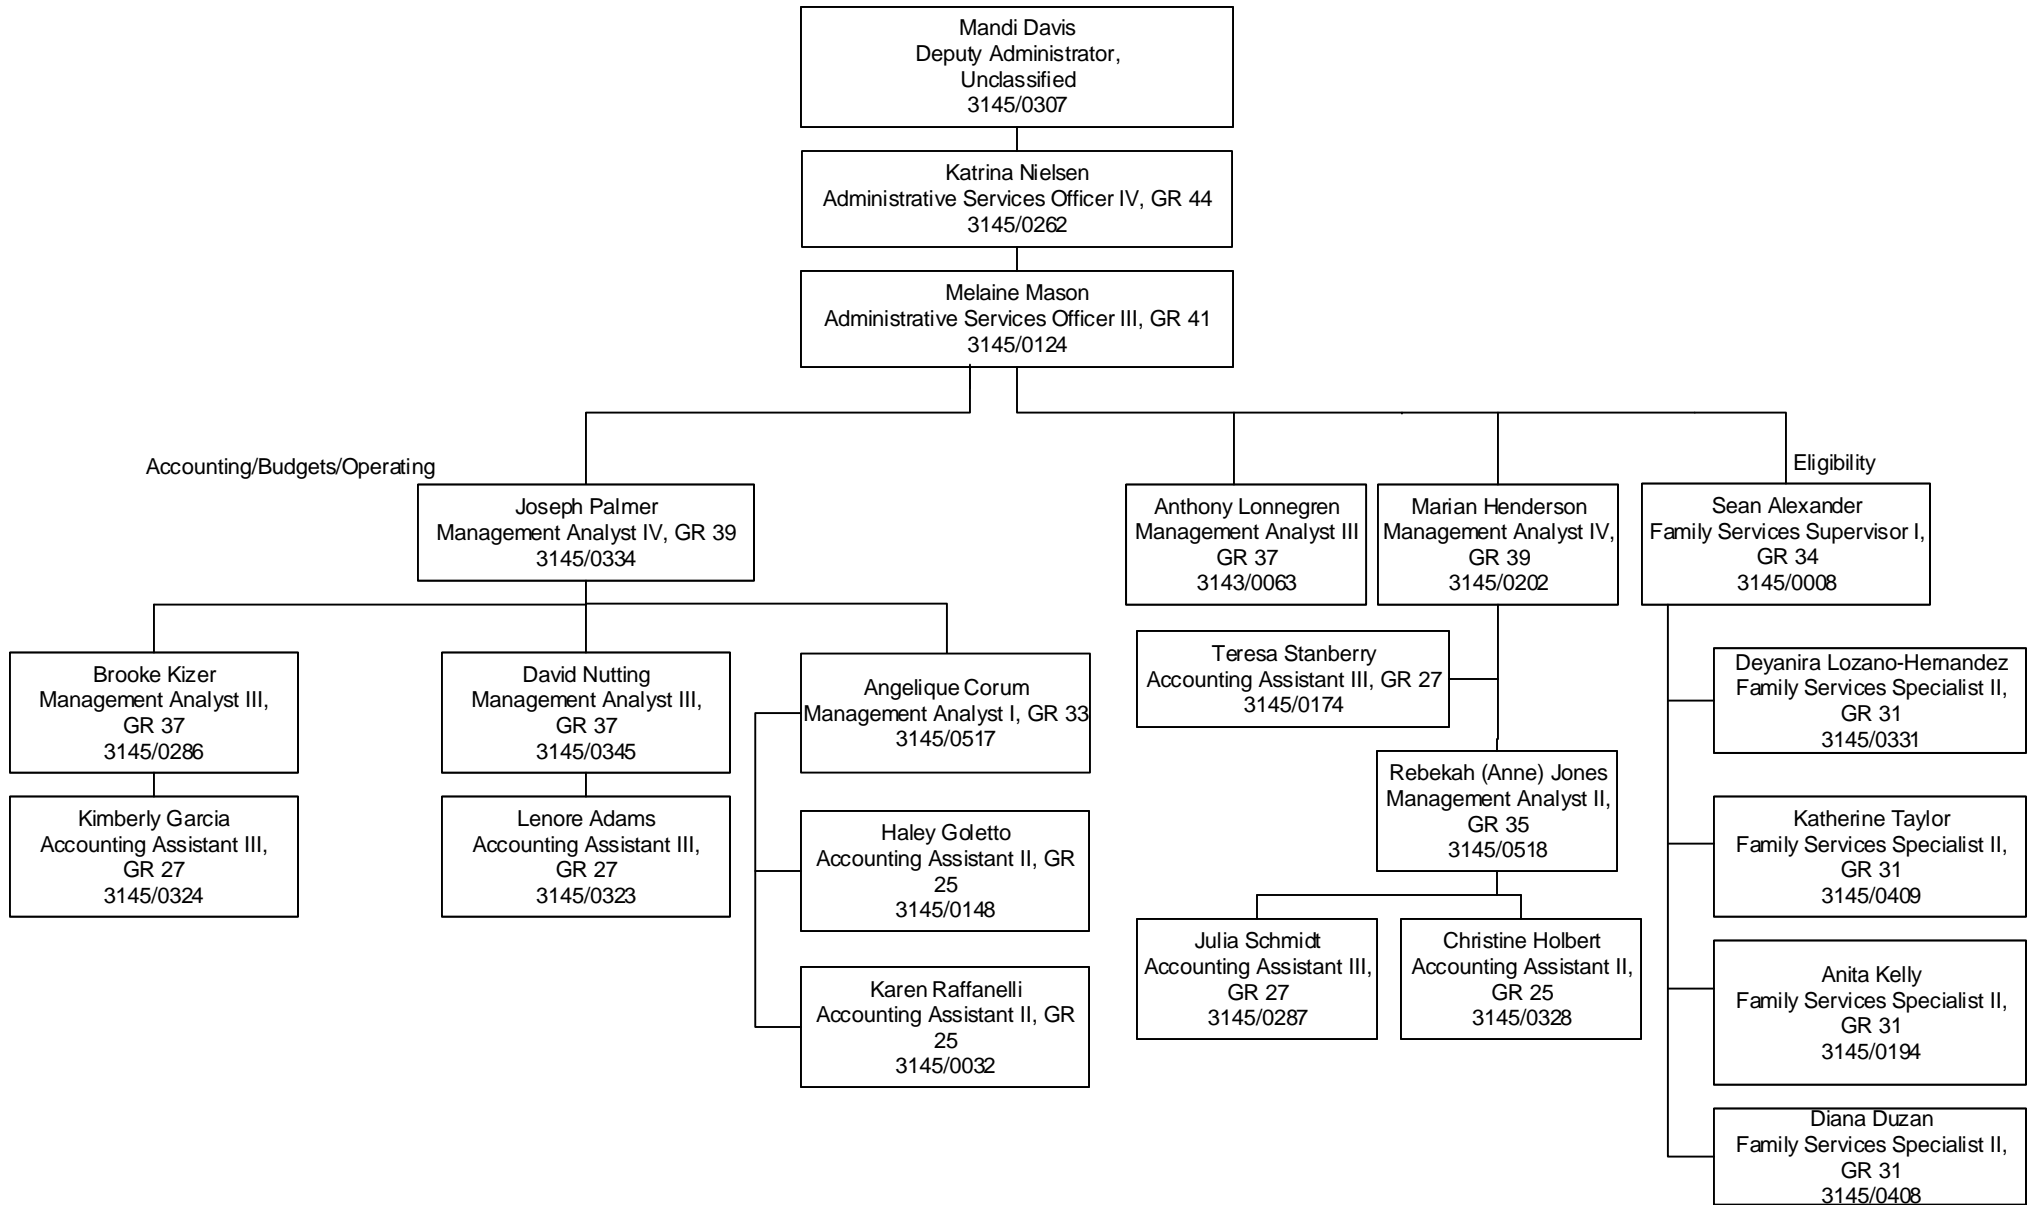 Mandi Davis
Deputy Administrator,
Unclassified
3145/0307
Katrina Nielsen
Administrative Services Officer IV, GR 44
3145/0262
Melaine Mason
Administrative Services Officer III, GR 41
3145/0124
Accounting/Budgets/Operating
Joseph Palmer
Management Analyst IV, GR 39
3145/0334
Brooke Kizer
Management Analyst III,
GR 37
3145/0286
Kimberly Garcia
Accounting Assistant III,
GR 27
3145/0324
David Nutting
Management Analyst III,
GR 37
3145/0345
Lenore Adams
Accounting Assistant III,
GR 27
3145/0323
Angelique Corum
Management Analyst I, GR 33
3145/0517
Haley Goletto
Accounting Assistant II, GR
25
3145/0148
Karen Raffanelli
Accounting Assistant II, GR
25
3145/0032
Anthony Lonnegren
Management Analyst III
GR 37
3143/0063
Marian Henderson
Management Analyst IV,
GR 39
3145/0202
Teresa Stanberry
Accounting Assistant III, GR 27
3145/0174
Rebekah (Anne) Jones
Management Analyst II,
GR 35
3145/0518
Julia Schmidt
Accounting Assistant III,
GR 27
3145/0287
Christine Holbert
Accounting Assistant II,
GR 25
3145/0328
Eligibility
Sean Alexander
Family Services Supervisor I,
GR 34
3145/0008
Deyanira Lozano-Hernandez
Family Services Specialist II,
GR 31
3145/0331
Katherine Taylor
Family Services Specialist II,
GR 31
3145/0409
Anita Kelly
Family Services Specialist II,
GR 31
3145/0194
Diana Duzan
Family Services Specialist II,
GR 31
3145/0408